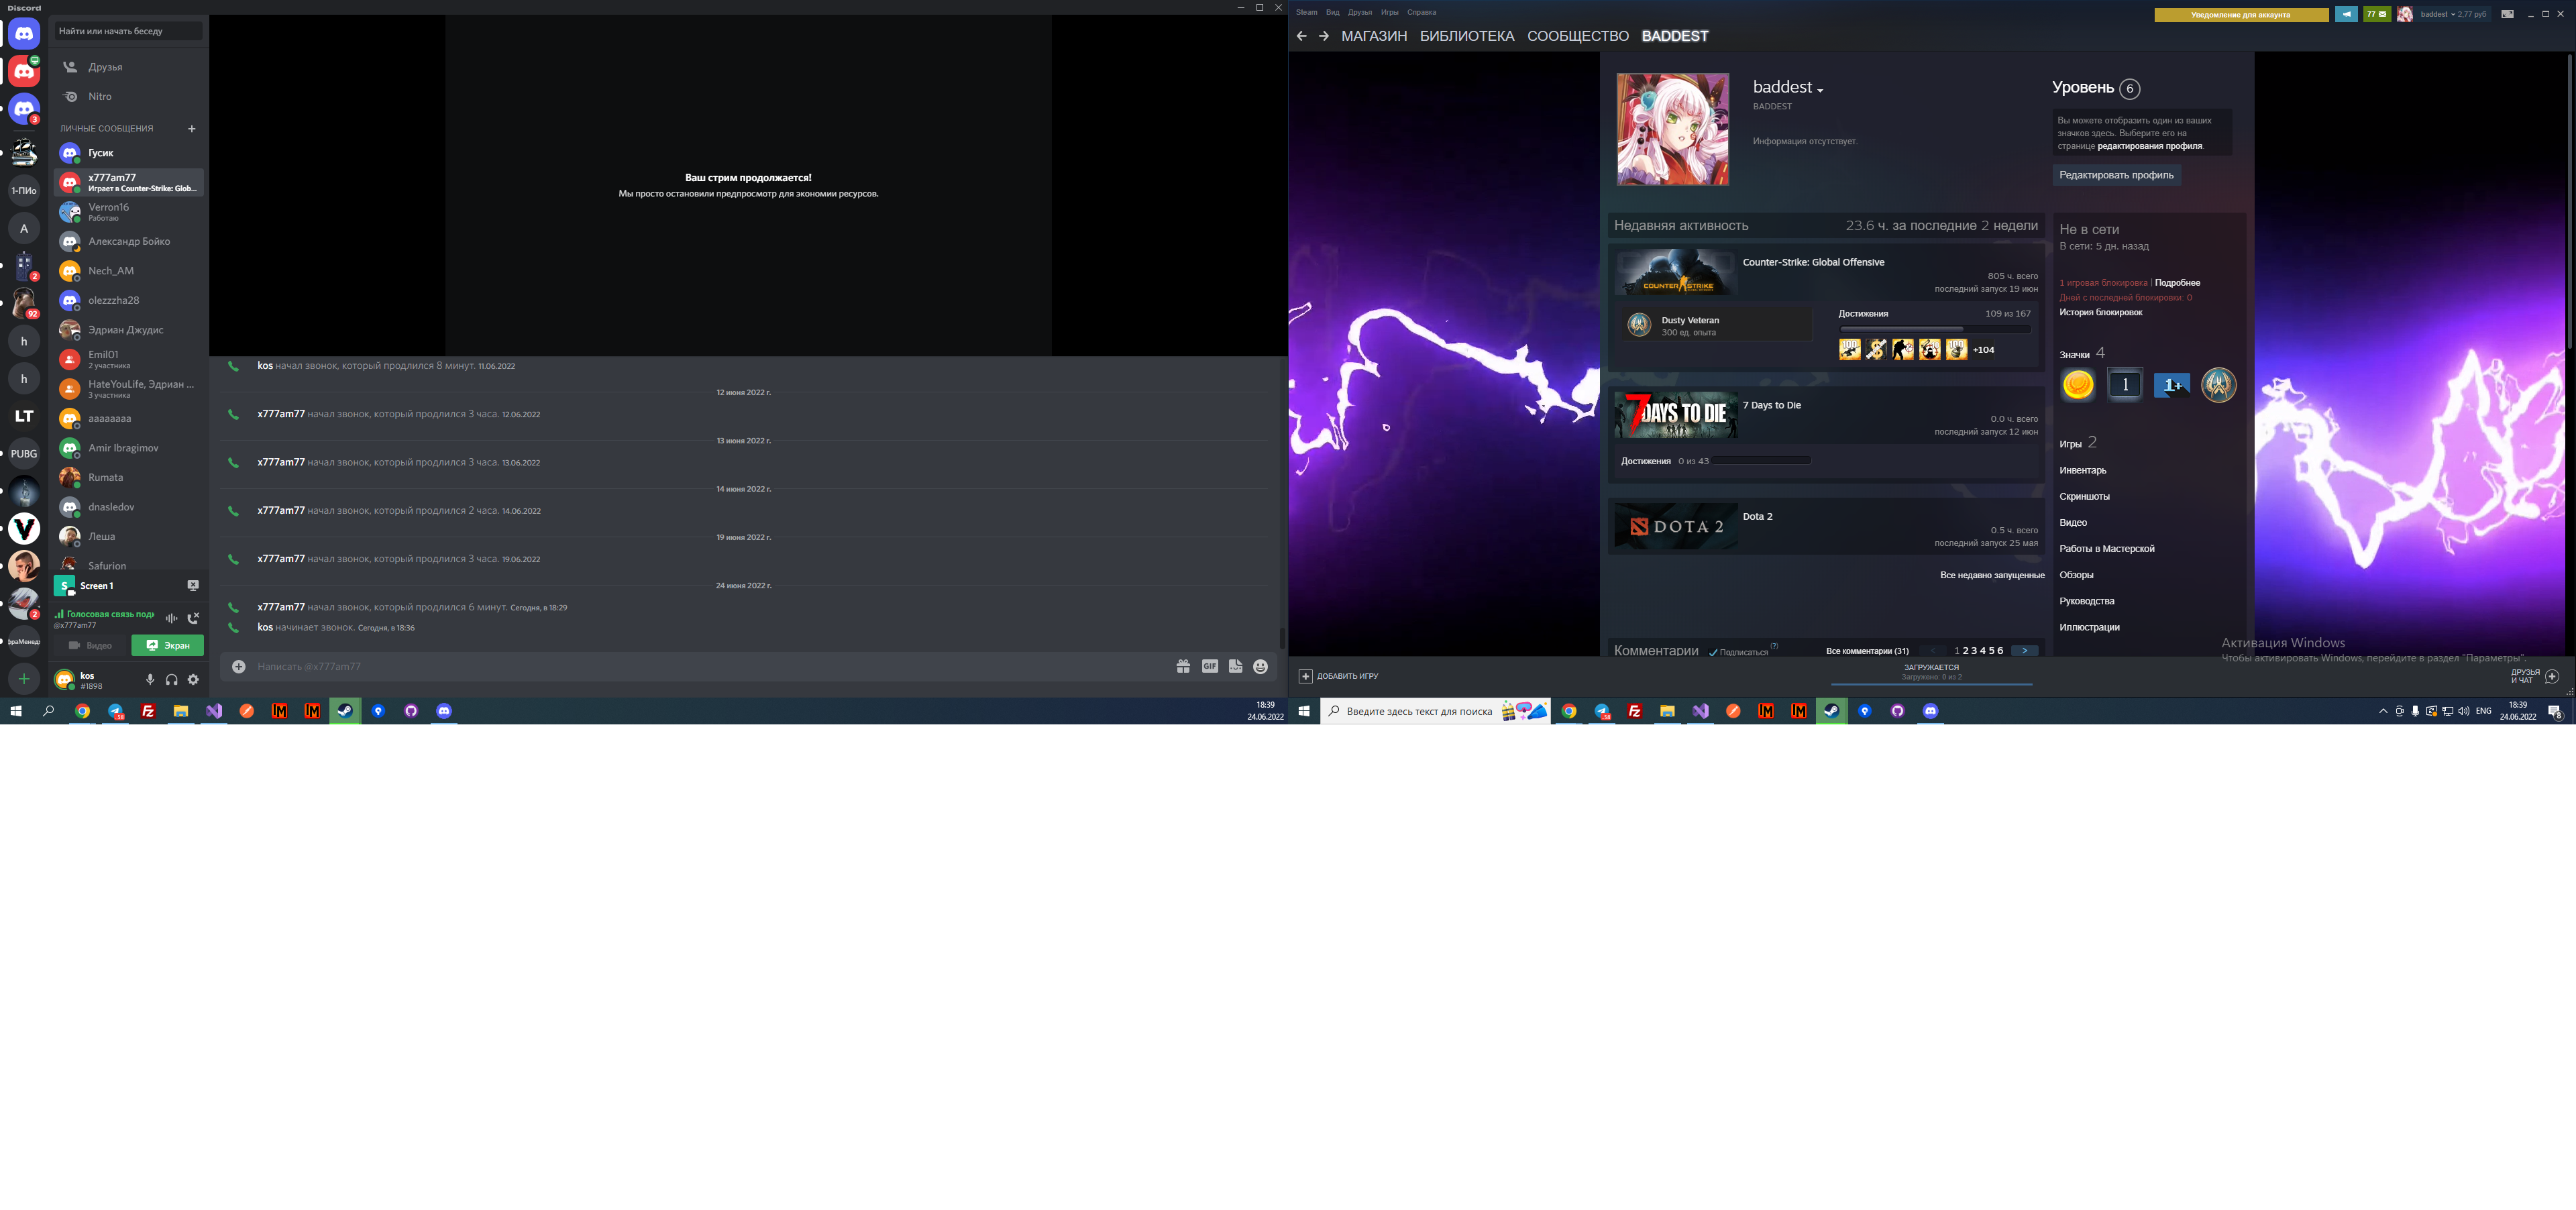 Discord
Найти или начать беседу
Друзья
Nitro
ЛИЧНЫЕ СООБЩЕНИЯ
Гусик
x777am77
Играет в Counter-Strike: Glob...
Verron16
Работаю
Александр Бойко
Nech_AM
olezzzha28
Эдриан Джудис
Emil01
2 участника
HateYouLife, Эдриан ...
3 участника
aaaaaaaa
Amir Ibragimov
Rumata
dnasledov
Леша
Safurion
3
1-ПИо
A
2
92
h
h
LT
PUBG
2
S
Screen 1
Голосовая связь подк
@x777am77
Видео
Экран
kos
#1898
Ваш стрим продолжается!
Мы просто остановили предпросмотр для экономии ресурсов.
kos начал звонок, который продлился 8 минут. 11.06.2022
12 июня 2022 г.
x777am77 начал звонок, который продлился 3 часа. 12.06.2022
13 июня 2022 г.
x777am77 начал звонок, который продлился 3 часа. 13.06.2022
14 июня 2022 г.
x777am77 начал звонок, который продлился 2 часа. 14.06.2022
19 июня 2022 г.
x777am77 начал звонок, который продлился 3 часа. 19.06.2022
24 июня 2022 г.
x777am77 начал звонок, который продлился 6 минут. Сегодня, в 18:29
kos начинает звонок. Сегодня, в 18:36
Написать @x777am77
GIF
18:39
24.06.2022
Steam Вид Друзья Игры Справка
Уведомление для аккаунта
77
baddest
2,77 руб
МАГАЗИН БИБЛИОТЕКА СООБЩЕСТВО BADDEST
baddest
BADDEST
Информация отсутствует.
Уровень 6
Вы можете отобразить один из ваших
значков здесь. Выберите его на
странице редактирования профиля.
Редактировать профиль
Недавняя активность
23.6 ч. за последние 2 недели
COUNTER STRIKE
Counter-Strike: Global Offensive
805 ч. всего
последний запуск 19 июн
Dusty Veteran
300 ед. опыта
Достижения
109 из 167
+104
7 DAYS TO DIE
7 Days to Die
0.0 ч. всего
последний запуск 12 июн
Достижения 0 из 43
DOTA 2
Dota 2
0.5 ч. всего
последний запуск 25 мая
Все недавно запущенные
Комментарии
Подписаться
(?)
Все комментарии (31)
< 1 2 3 4 5 6 >
Не в сети
В сети: 5 дн. назад
1 игровая блокировка | Подробнее
Дней с последней блокировки: 0
История блокировок
Значки 4
1
1+
Игры 2
Инвентарь
Скриншоты
Видео
Работы в Мастерской
Обзоры
Руководства
Иллюстрации
Активация Windows
Чтобы активировать Windows, перейдите в раздел "Параметры".
ДОБАВИТЬ ИГРУ
ЗАГРУЖАЕТСЯ
Загружено: 0 из 2
ДРУЗЬЯ
И ЧАТ
Введите здесь текст для поиска
ENG
18:39
24.06.2022
8